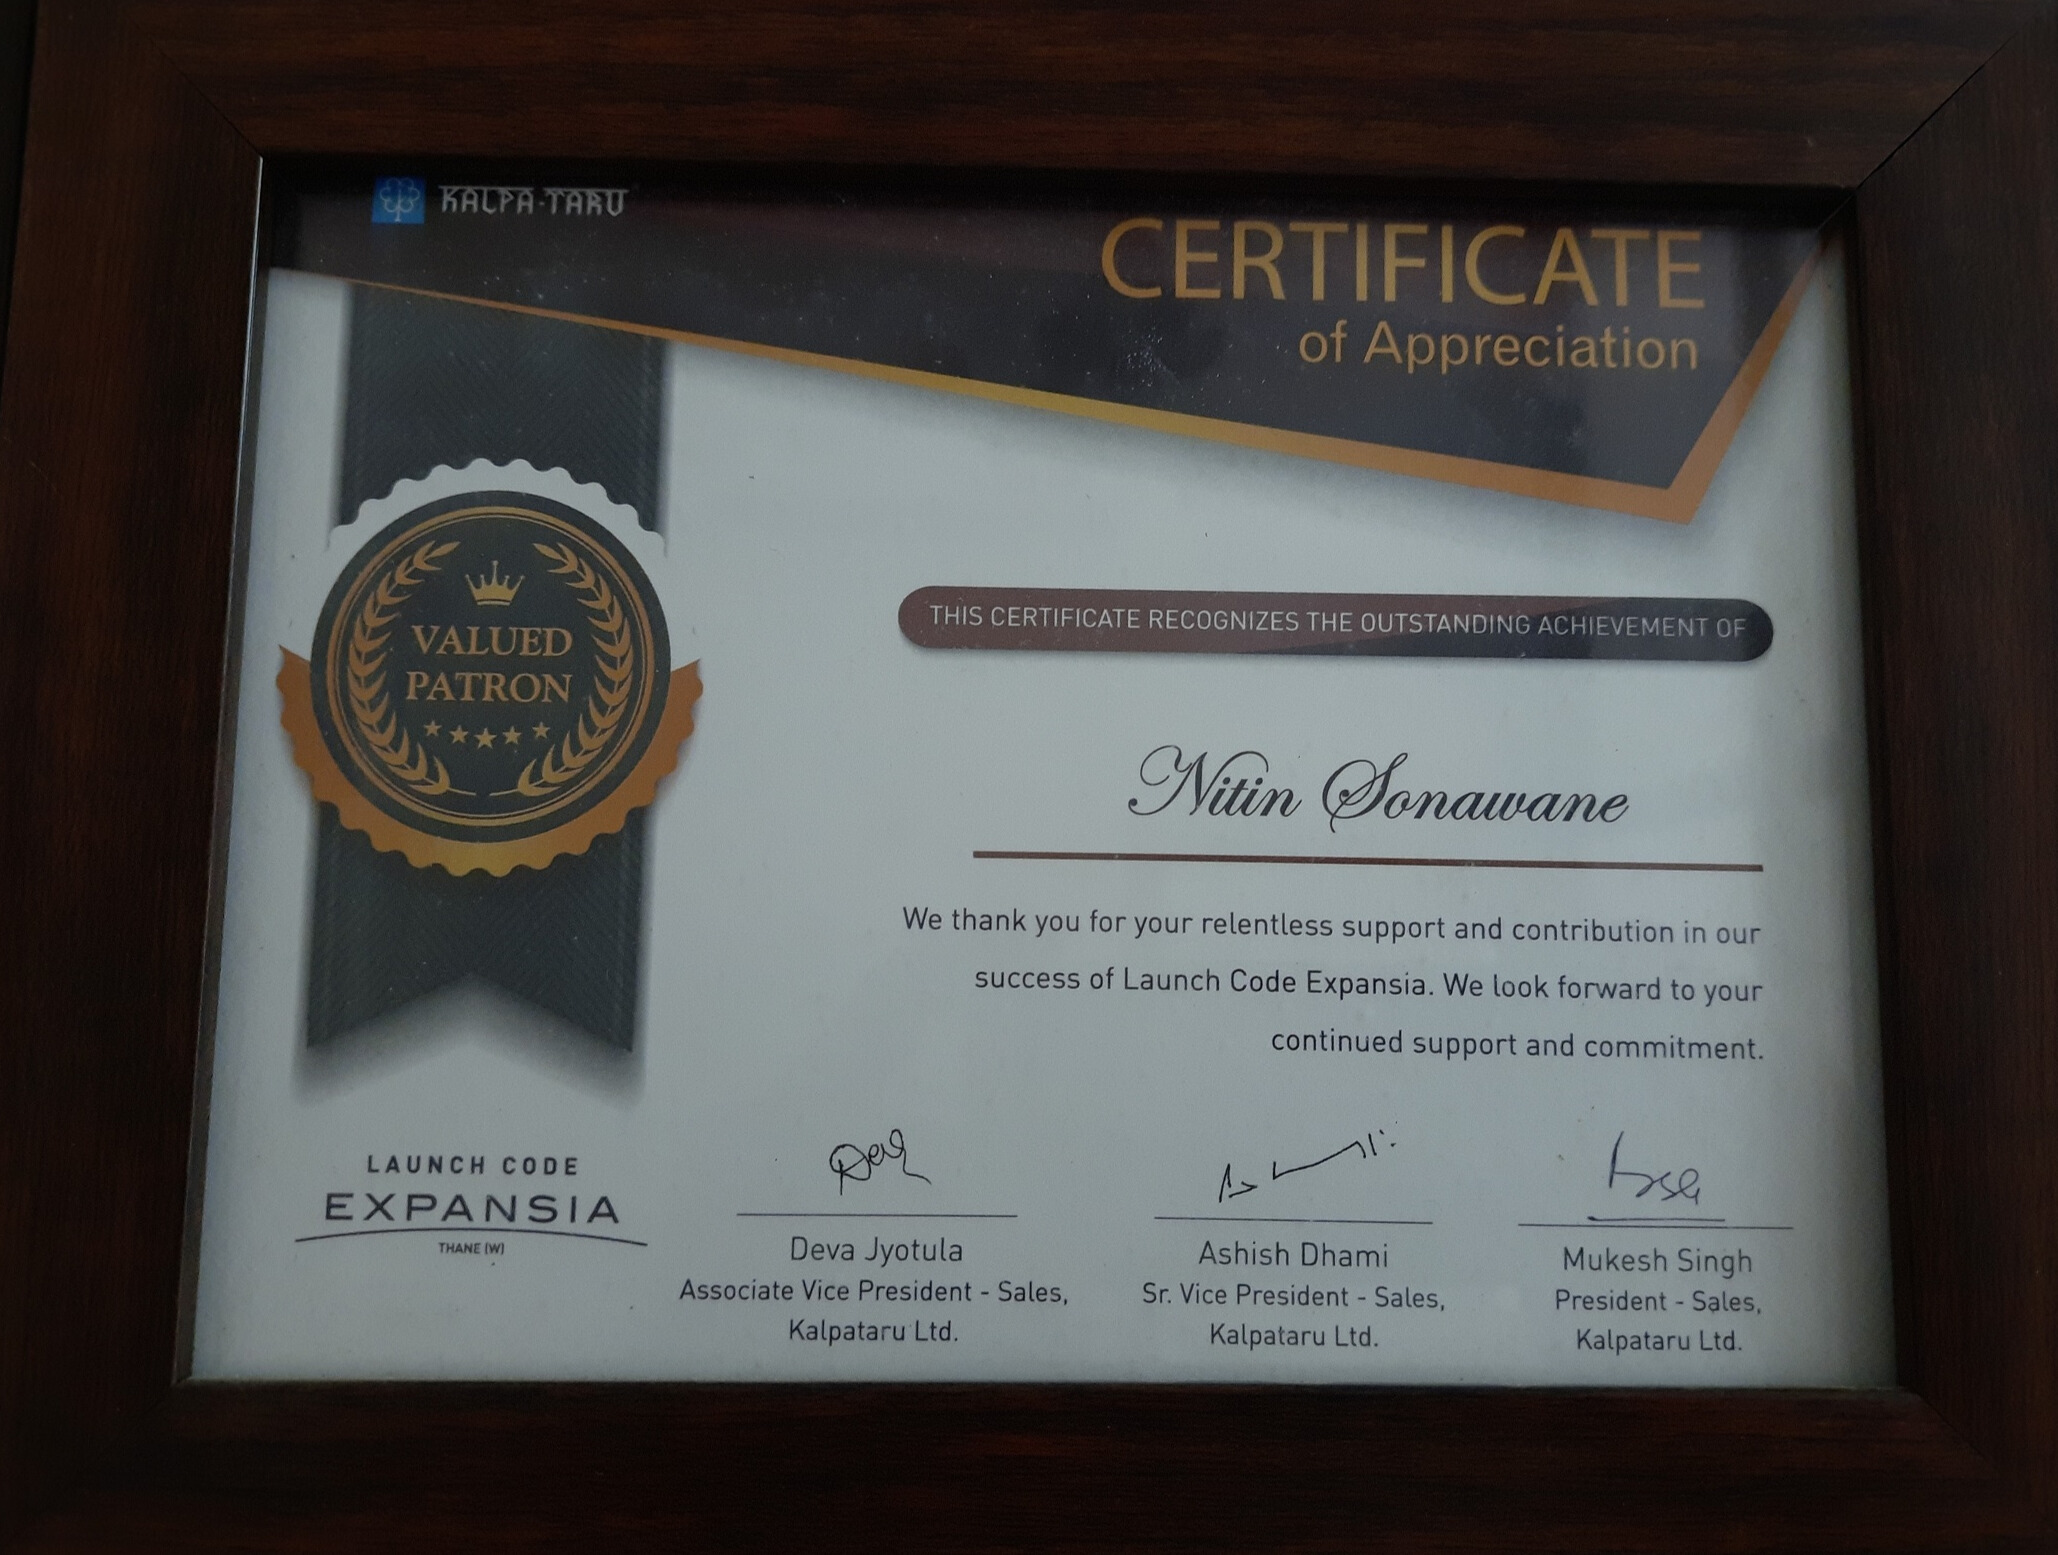 KALPA-TARU
CERTIFICATE
of Appreciation
VALUED
PATRON
THIS CERTIFICATE RECOGNIZES THE OUTSTANDING ACHIEVEMENT OF
Nitin Sonawane
We thank you for your relentless support and contribution in our
success of Launch Code Expansia. We look forward to your
continued support and commitment.
LAUNCH CODE
EXPANSIA
THANE (W)
Deva Jyotula
Associate Vice President - Sales,
Kalpataru Ltd.
Ashish Dhami
Sr. Vice President - Sales,
Kalpataru Ltd.
Mukesh Singh
President - Sales,
Kalpataru Ltd.